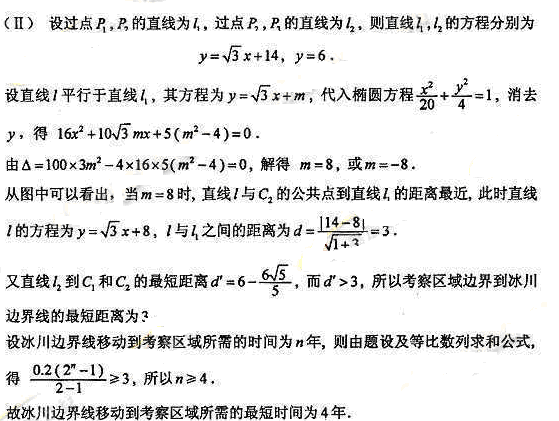 (Ⅱ) 设过点P₁,P₂的直线为l₁,过点P₂,P₃的直线为l₂,则直线l₁,l₂的方程分别为
y=√3x+14,y=6.
设直线l平行于直线l₁,其方程为y=√3x+m,代入椭圆方程x²/20+y²/4=1,消去
y,得 16x²+10√3mx+5(m²-4)=0.
由Δ=100×3m²-4×16×5(m²-4)=0,解得 m=8,或m=-8.
从图中可以看出,当m=8时,直线l与C₂的公共点到直线l₁的距离最近,此时直线
l的方程为y=√3x+8,l与l₁之间的距离为d=|14-8|/√1+3=3.
又直线l₂到C₁和C₂的最短距离d′=6-6√5/5,而d′>3,所以考察区域边界到冰川
边界线的最短距离为3
设冰川边界线移动到考察区域所需的时间为n年,则由题设及等比数列求和公式,
得 0.2(2ⁿ-1)/2-1≥3,所以n≥4.
故冰川边界线移动到考察区域所需的最短时间为4年.